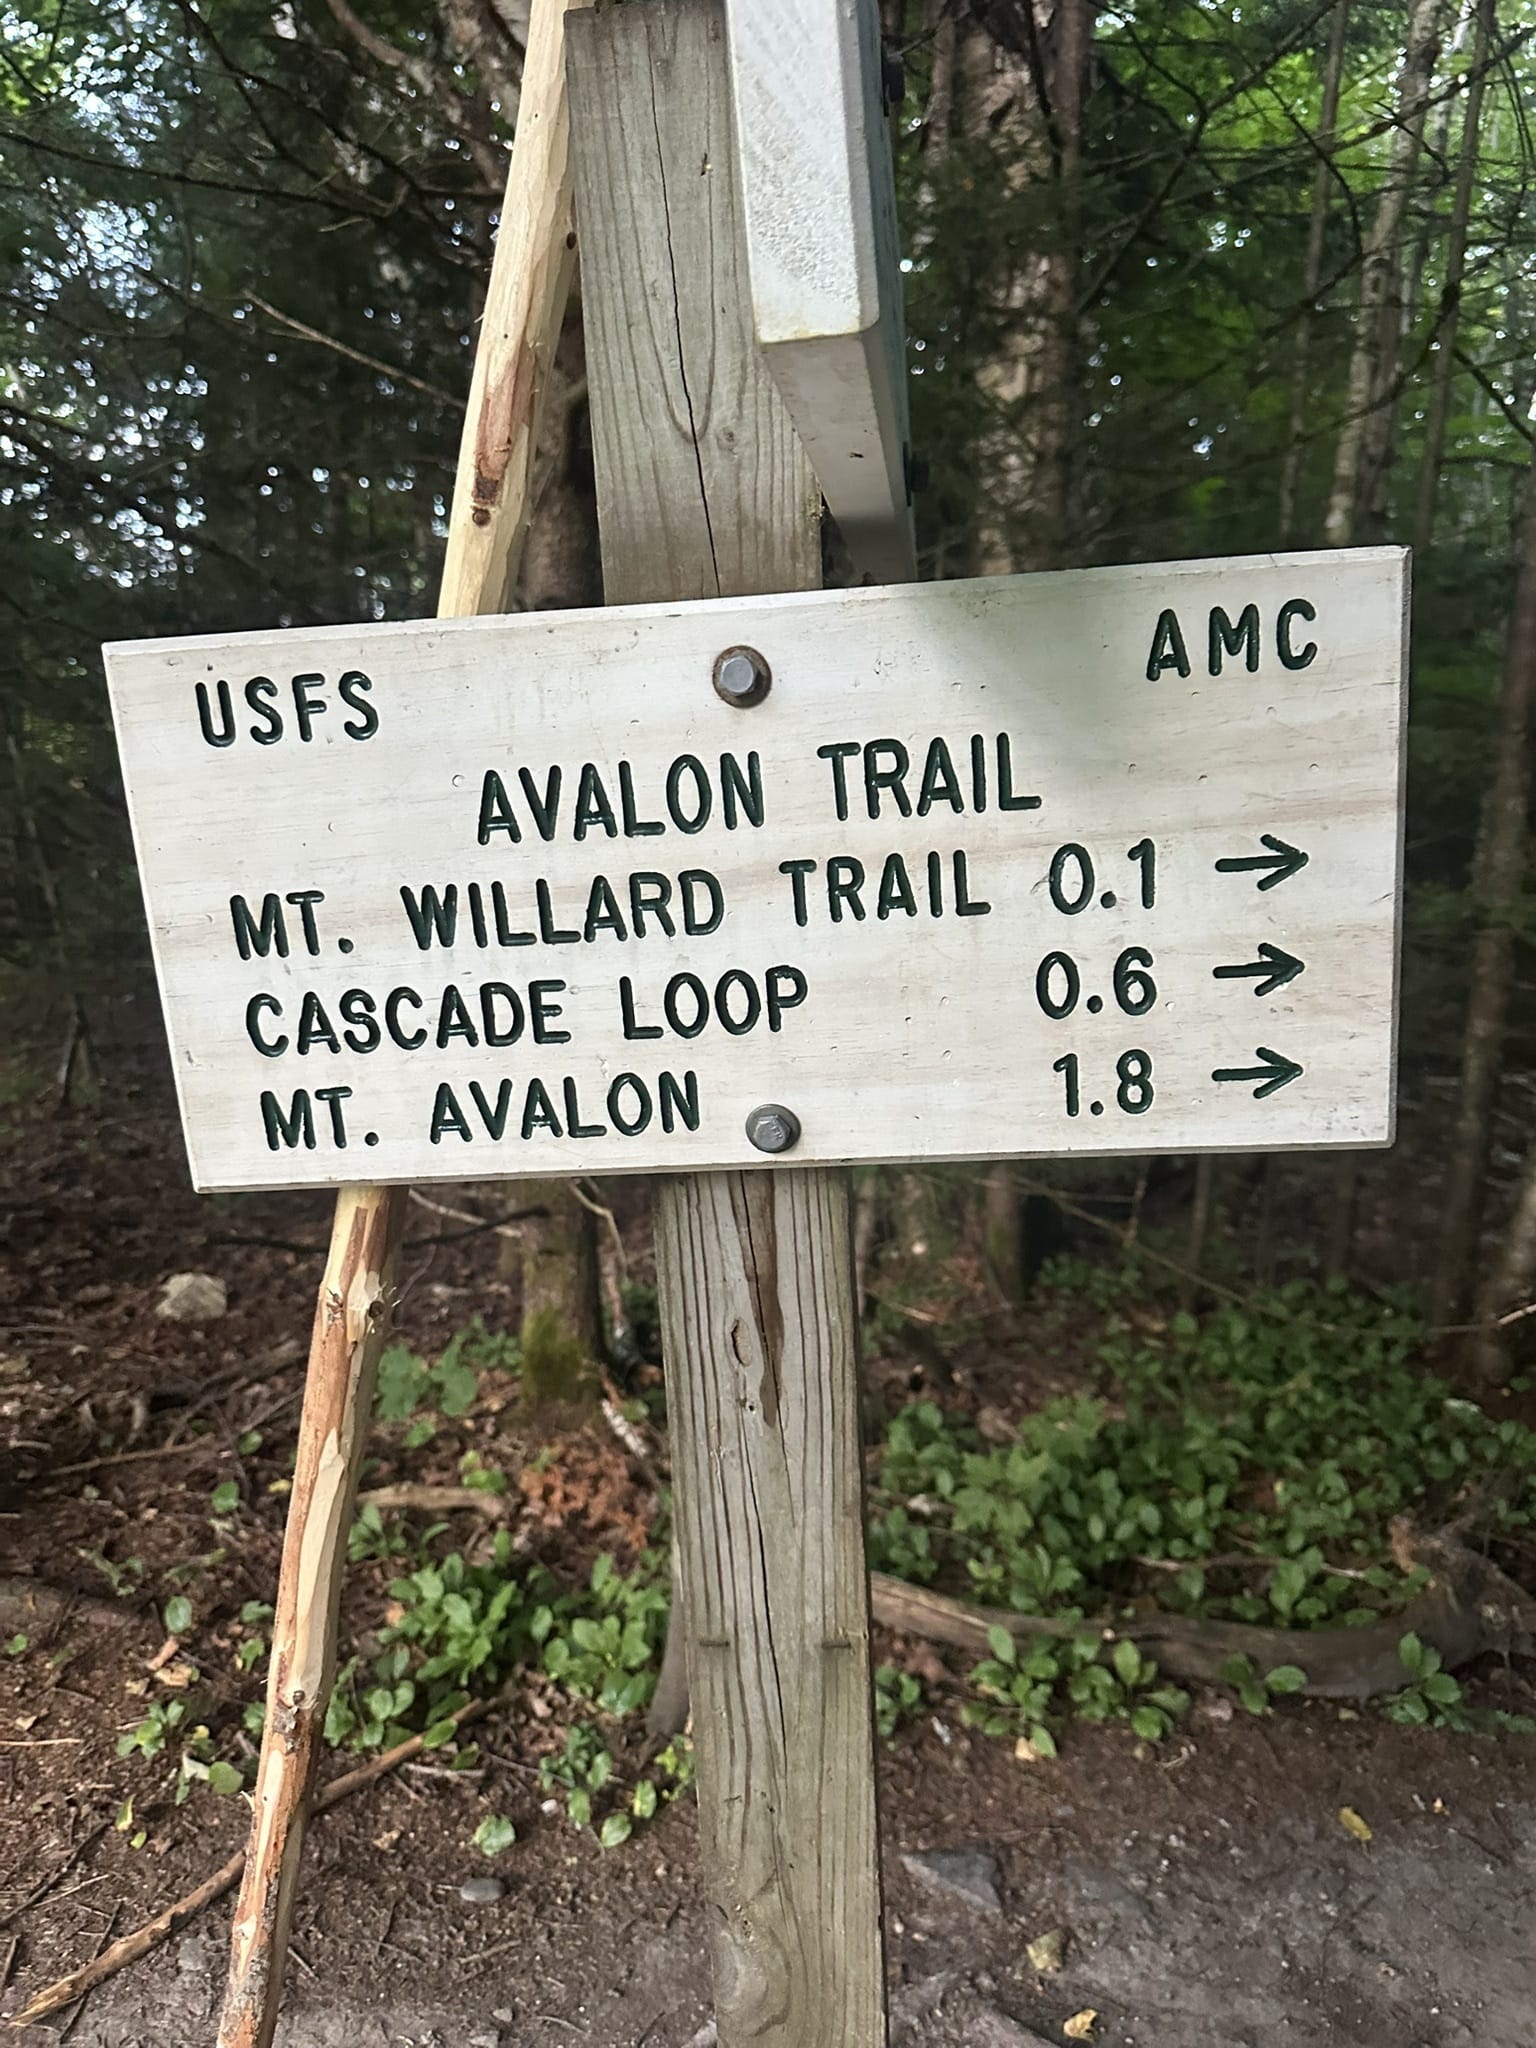 USFS AMC
AVALON TRAIL
MT. WILLARD TRAIL 0.1 →
CASCADE LOOP 0.6 →
MT. AVALON 1.8 →